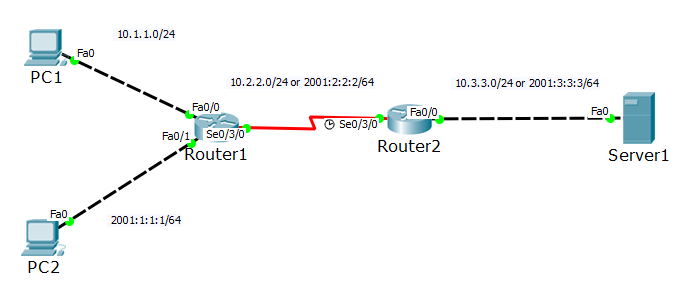 10.1.1.0/24
Fa0
PC1
10.2.2.0/24 or 2001:2:2:2/64
10.3.3.0/24 or 2001:3:3:3/64
Fa0/0
Fa0/1
Se0/3/0
Router1
Se0/3/0
Fa0/0
Router2
Fa0
Server1
Fa0
2001:1:1:1/64
PC2